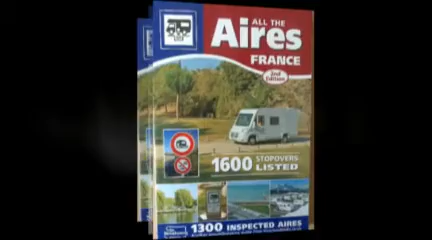 ALL THE
Aires
FRANCE
2nd
Edition
1600 STOPOVERS
LISTED
1300 INSPECTED AIRES